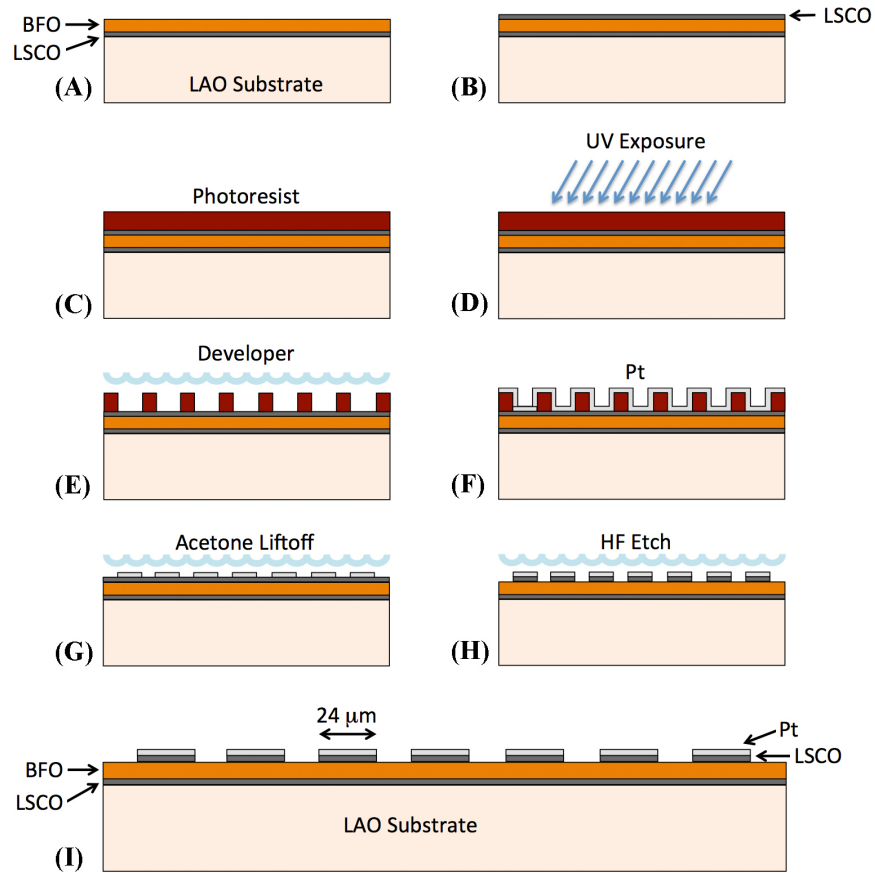 BFO
LSCO
LAO Substrate
(A)
LSCO
(B)
Photoresist
(C)
UV Exposure
(D)
Developer
(E)
Pt
(F)
Acetone Liftoff
(G)
HF Etch
(H)
24 μm
Pt
LSCO
BFO
LSCO
LAO Substrate
(I)